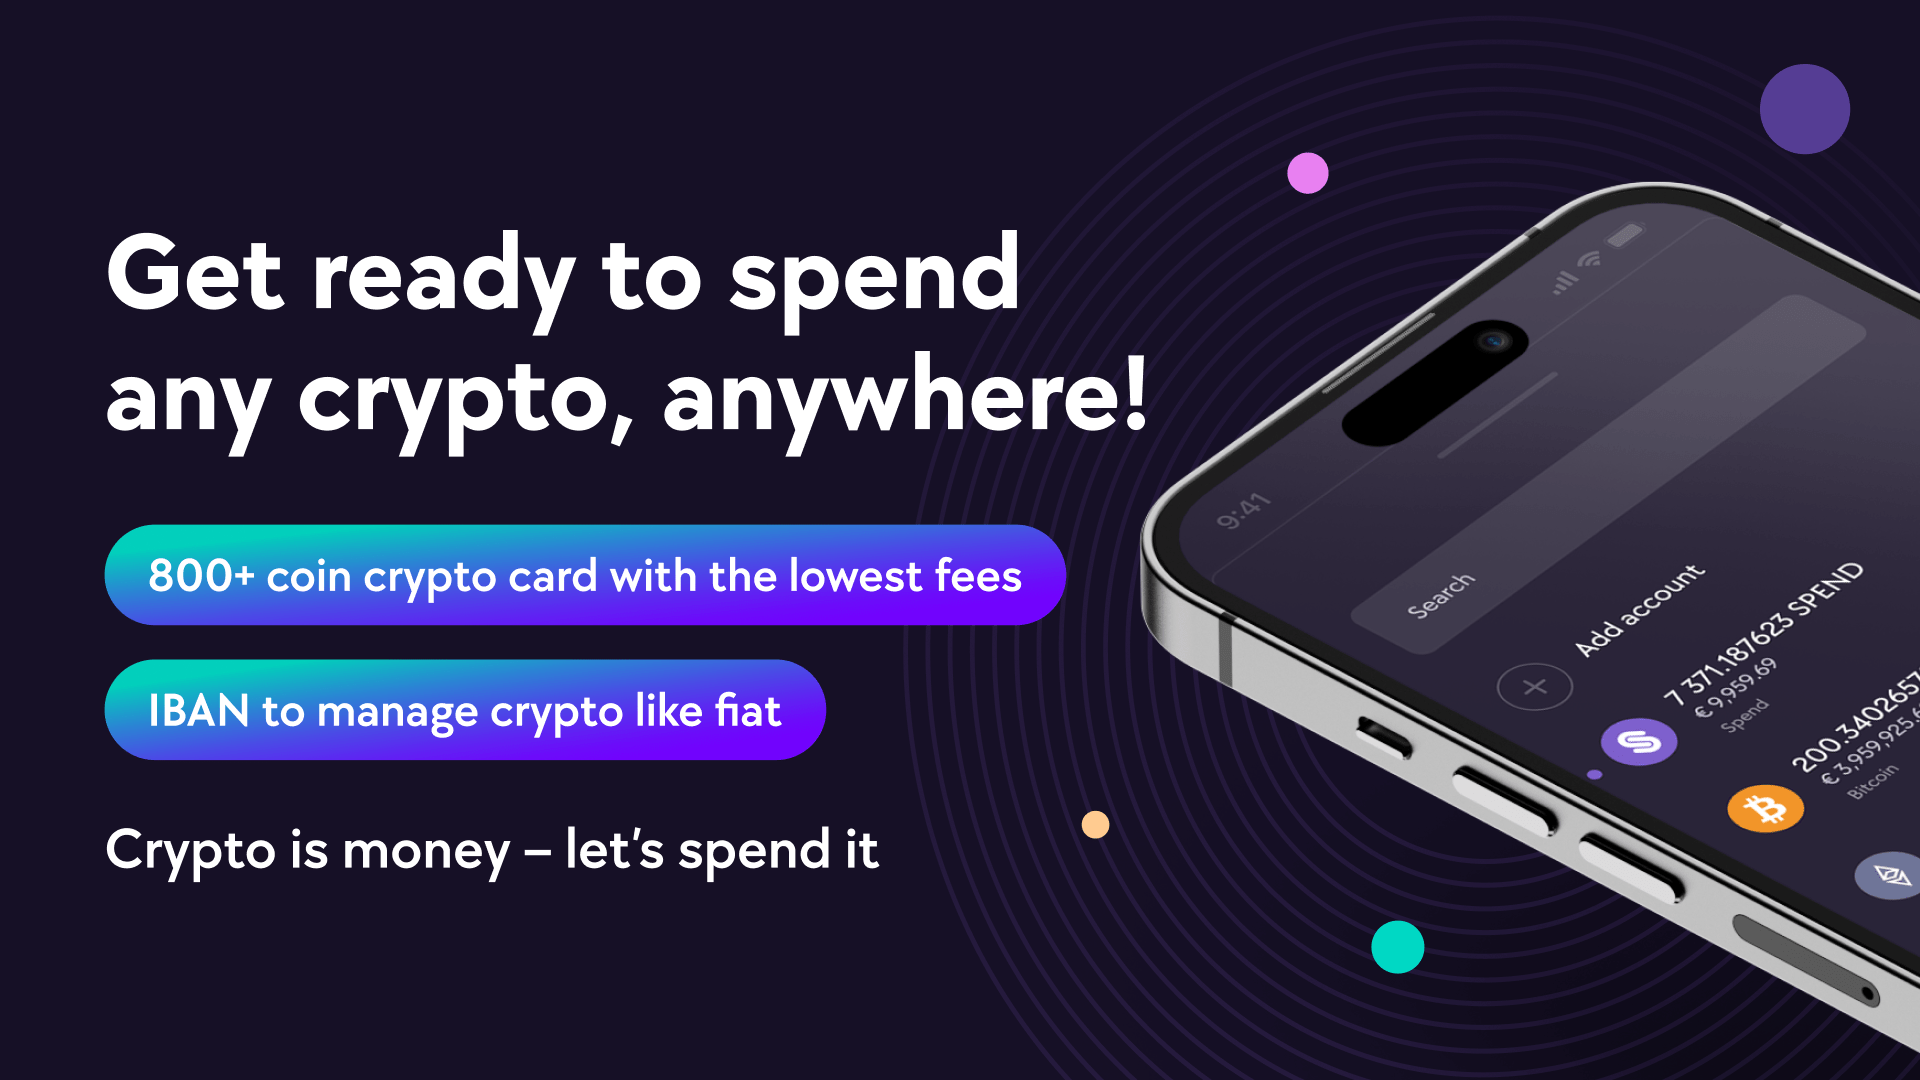 Get ready to spend
any crypto, anywhere!
800+ coin crypto card with the lowest fees
IBAN to manage crypto like fiat
Crypto is money – let's spend it
9:41
Search
Add account
7 371.187623 SPEND
€ 9,959.69
Spend
200.3402657
€ 3,959,925.
Bitcoin